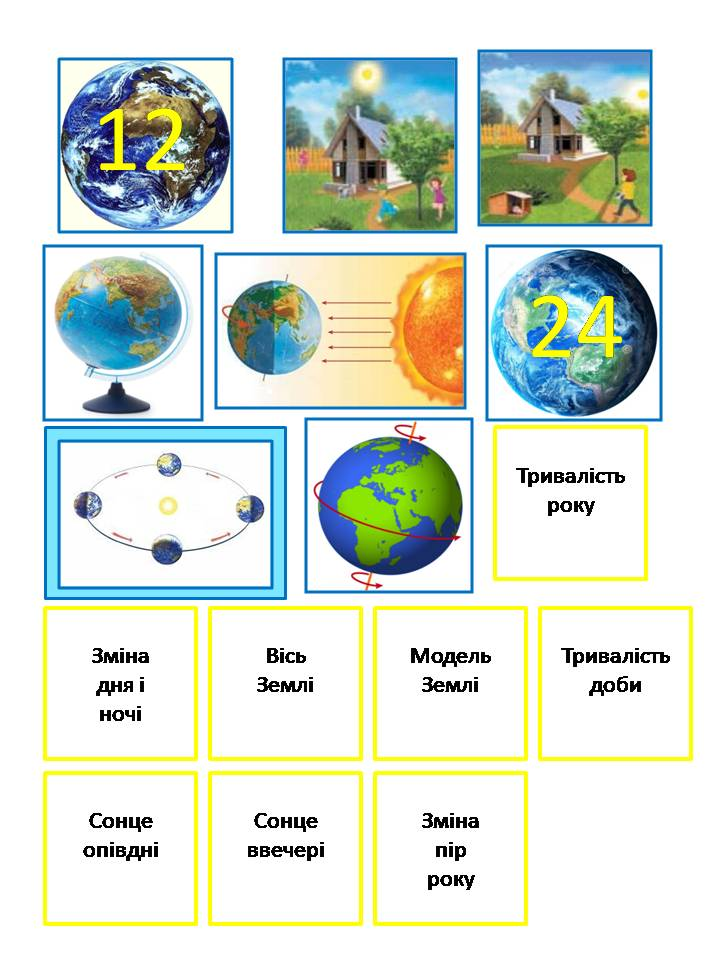 12
24
Тривалість
року
Зміна
дня і
ночі
Вісь
Землі
Модель
Землі
Тривалість
доби
Сонце
опівдні
Сонце
ввечері
Зміна
пір
року